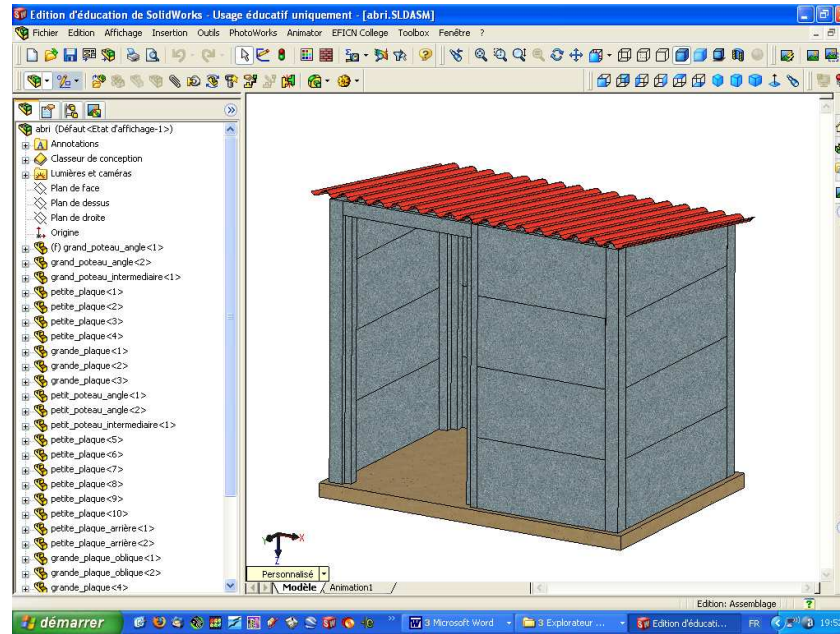 Edition d'éducation de SolidWorks - Usage éducatif uniquement - [abri.SLDASM]
Fichier Edition Affichage Insertion Outils PhotoWorks Animator EFICN College Toolbox Fenêtre ?
abri (Défaut<Etat d'affichage-1>)
Annotations
Classeur de conception
Lumières et caméras
Plan de face
Plan de dessus
Plan de droite
Origine
(f) grand_poteau_angle<1>
grand_poteau_angle<2>
grand_poteau_intermediaire<1>
petite_plaque<1>
petite_plaque<2>
petite_plaque<3>
petite_plaque<4>
grande_plaque<1>
grande_plaque<2>
grande_plaque<3>
petit_poteau_angle<1>
petit_poteau_angle<2>
petit_poteau_intermediaire<1>
petite_plaque<5>
petite_plaque<6>
petite_plaque<7>
petite_plaque<8>
petite_plaque<9>
petite_plaque<10>
petite_plaque_arrière<1>
petite_plaque_arrière<2>
grande_plaque_oblique<1>
grande_plaque_oblique<2>
grande_plaque<4>
Y X
Z
Personnalisé
Modèle Animation1
Edition: Assemblage
démarrer 3 Microsoft Word 3 Explorateur ... Edition d'éducati... FR